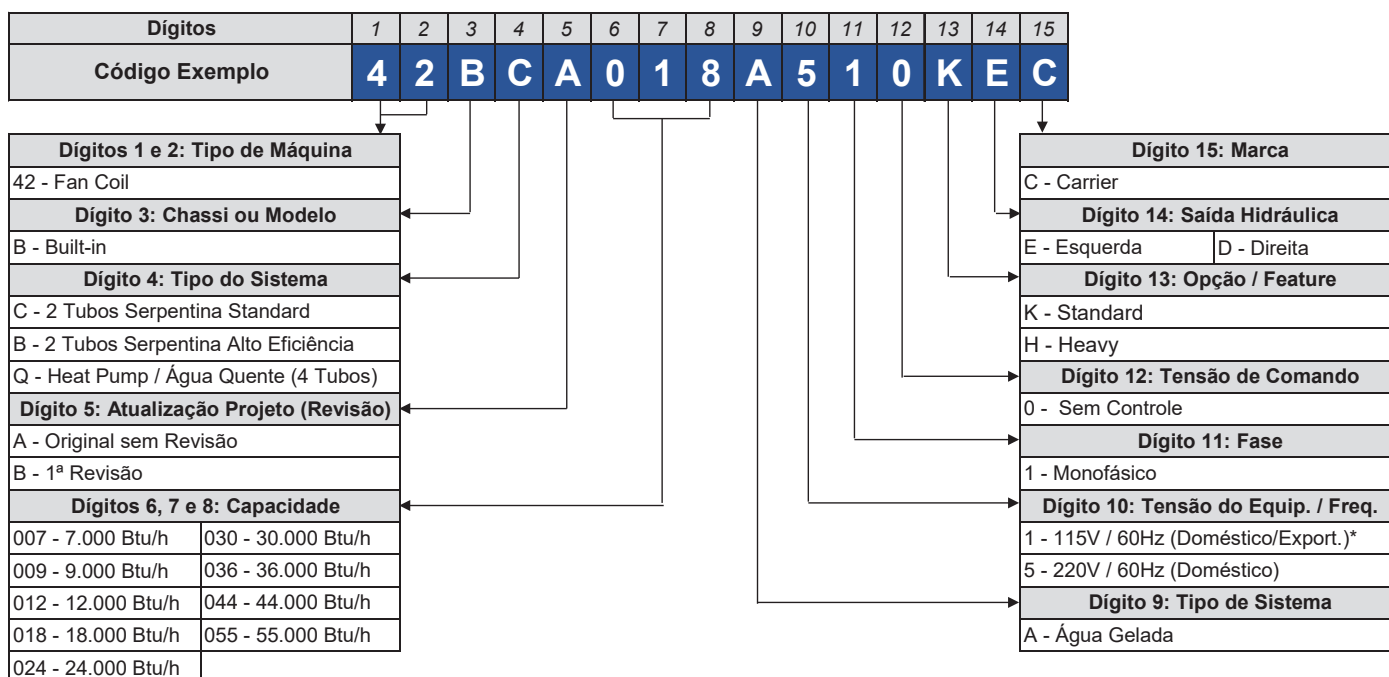 Dígitos 1 2 3 4 5 6 7 8 9 10 11 12 13 14 15
Código Exemplo 4 2 B C A 0 1 8 A 5 1 0 K E C
Dígitos 1 e 2: Tipo de Máquina
42 - Fan Coil
Dígito 3: Chassi ou Modelo
B - Built-in
Dígito 4: Tipo do Sistema
C - 2 Tubos Serpentina Standard
B - 2 Tubos Serpentina Alto Eficiência
Q - Heat Pump / Água Quente (4 Tubos)
Dígito 5: Atualização Projeto (Revisão)
A - Original sem Revisão
B - 1ª Revisão
Dígitos 6, 7 e 8: Capacidade
007 - 7.000 Btu/h 030 - 30.000 Btu/h
009 - 9.000 Btu/h 036 - 36.000 Btu/h
012 - 12.000 Btu/h 044 - 44.000 Btu/h
018 - 18.000 Btu/h 055 - 55.000 Btu/h
024 - 24.000 Btu/h
Dígito 15: Marca
C - Carrier
Dígito 14: Saída Hidráulica
E - Esquerda D - Direita
Dígito 13: Opção / Feature
K - Standard
H - Heavy
Dígito 12: Tensão de Comando
0 - Sem Controle
Dígito 11: Fase
1 - Monofásico
Dígito 10: Tensão do Equip. / Freq.
1 - 115V / 60Hz (Doméstico/Export.)*
5 - 220V / 60Hz (Doméstico)
Dígito 9: Tipo de Sistema
A - Água Gelada